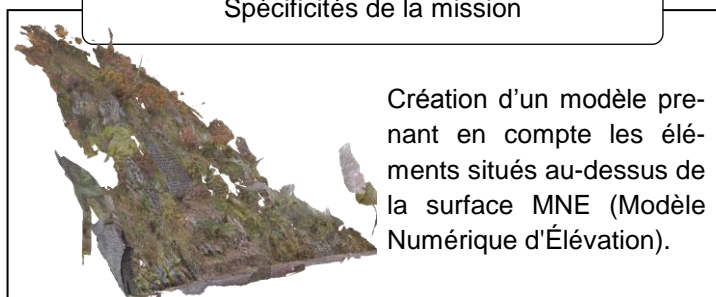 Spécificités de la mission
Création d'un modèle pre-
nant en compte les élé-
ments situés au-dessus de
la surface MNE (Modèle
Numérique d'Élévation).